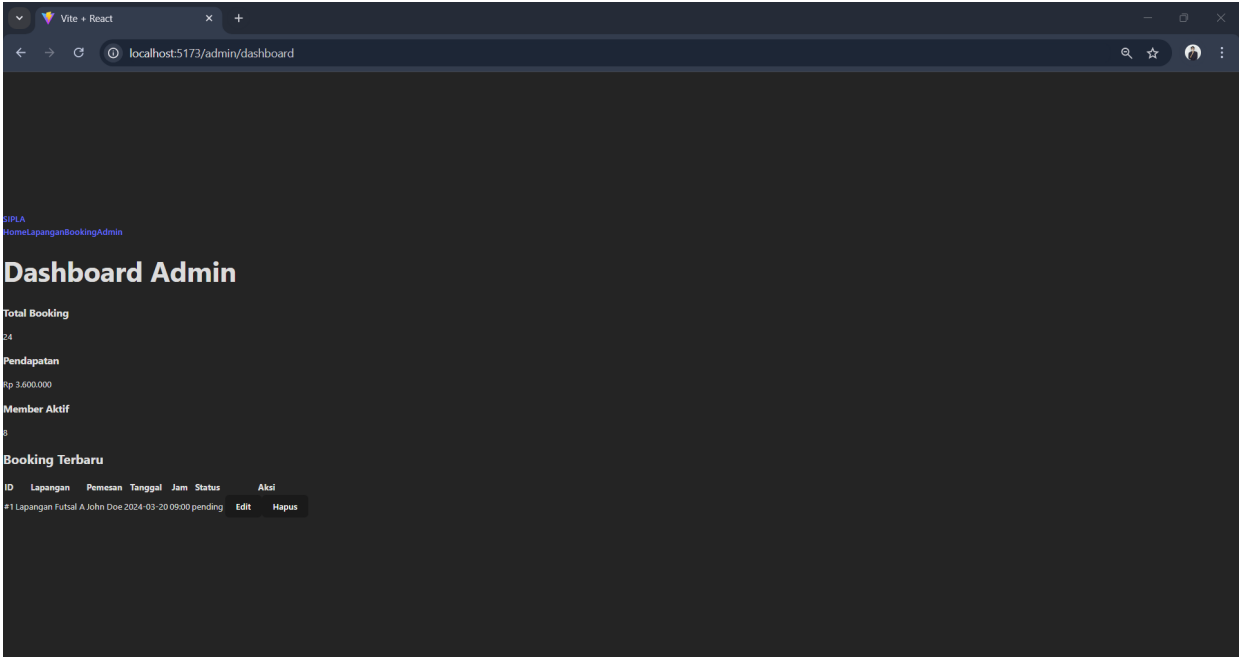 Vite + React
localhost:5173/admin/dashboard
SIPLA
HomeLapanganBookingAdmin
Dashboard Admin
Total Booking
24
Pendapatan
Rp 3.600.000
Member Aktif
8
Booking Terbaru
ID Lapangan Pemesan Tanggal Jam Status Aksi
#1 Lapangan Futsal A John Doe 2024-03-20 09:00 pending Edit Hapus